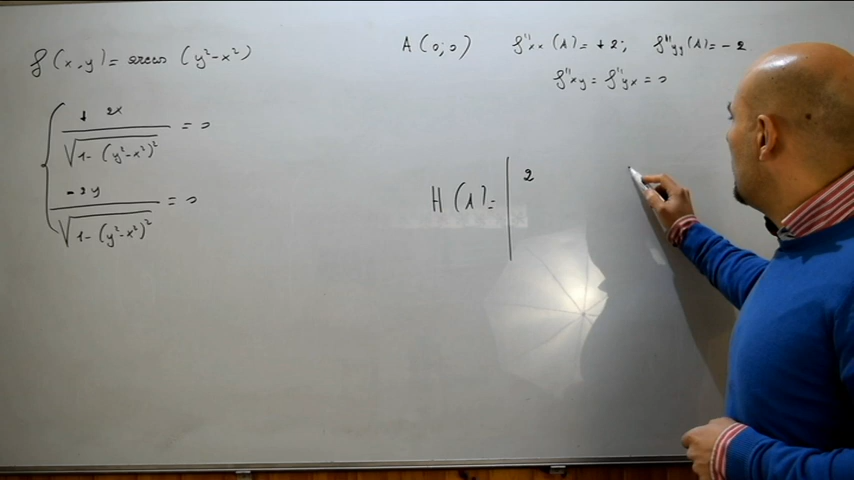 f(x,y)= arccos (y²-x²)
+ 2x / √1-(y²-x²)² = 0
-2y / √1-(y²-x²)² = 0
A(0;0) f''xx(A)=+2; f''yy(A)=-2
f''xy = f''yx = 0
H(A)= | 2